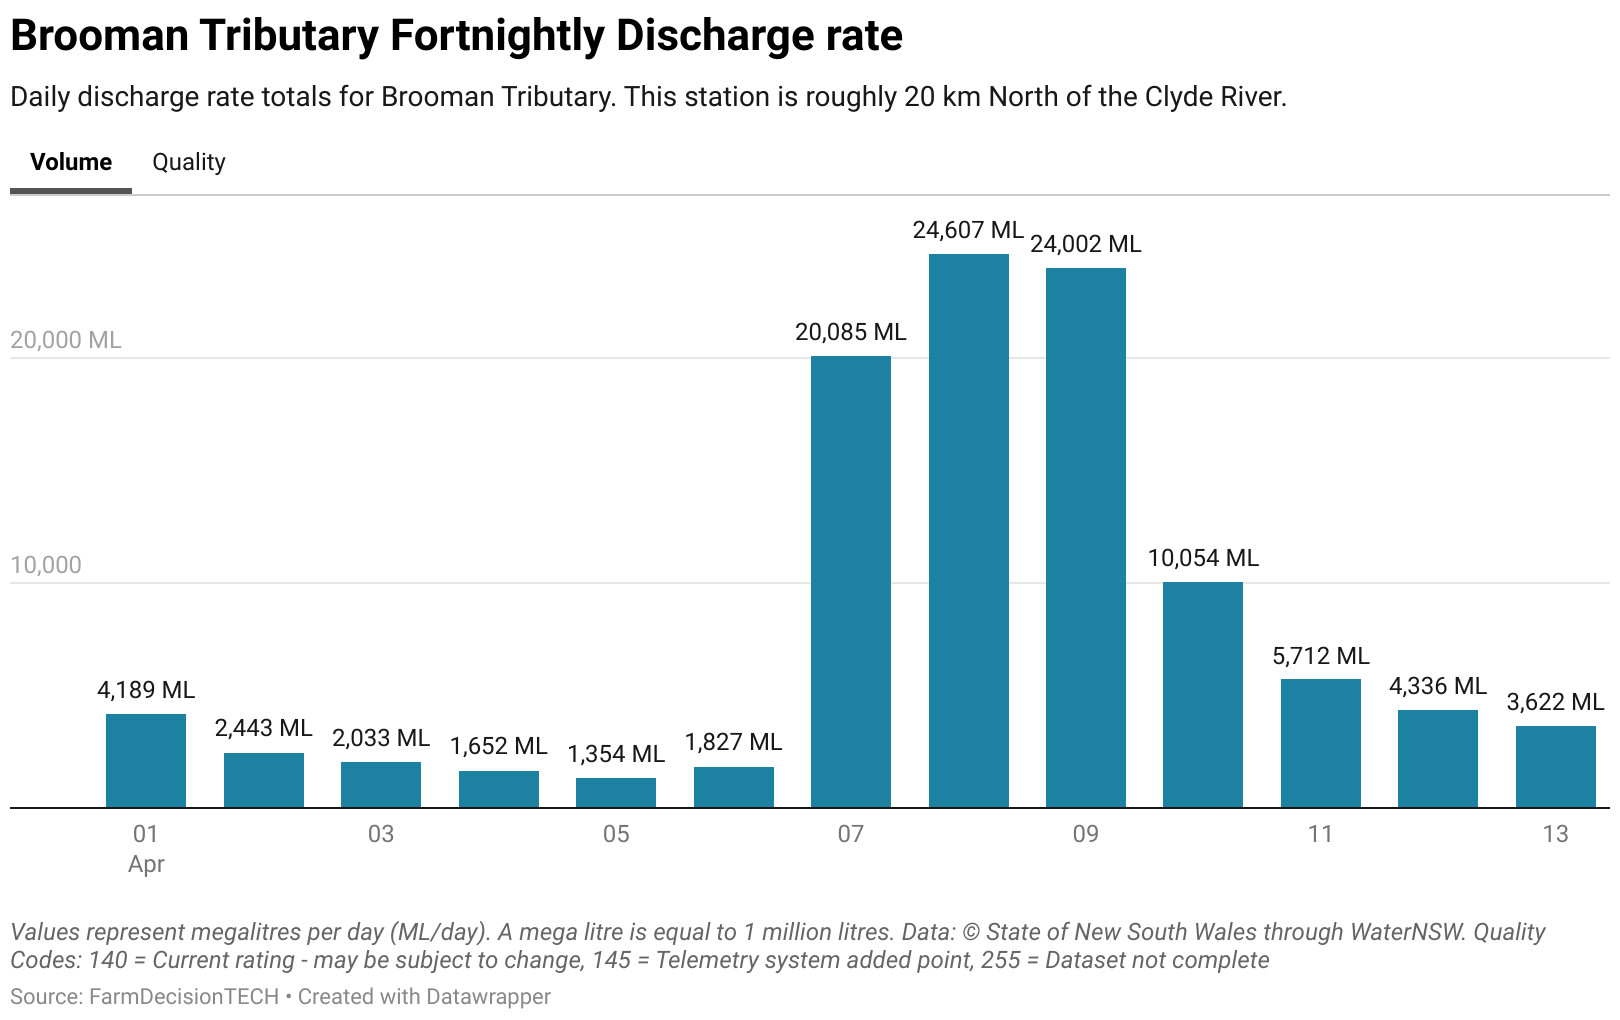 Brooman Tributary Fortnightly Discharge rate
Daily discharge rate totals for Brooman Tributary. This station is roughly 20 km North of the Clyde River.
Volume Quality
24,607 ML
24,002 ML
20,085 ML
20,000 ML
10,054 ML
10,000
5,712 ML
4,189 ML
4,336 ML
3,622 ML
2,443 ML
2,033 ML
1,652 ML
1,354 ML
1,827 ML
01 03 05 07 09 11 13
Apr
Values represent megalitres per day (ML/day). A mega litre is equal to 1 million litres. Data: © State of New South Wales through WaterNSW. Quality
Codes: 140 = Current rating - may be subject to change, 145 = Telemetry system added point, 255 = Dataset not complete
Source: FarmDecisionTECH • Created with Datawrapper